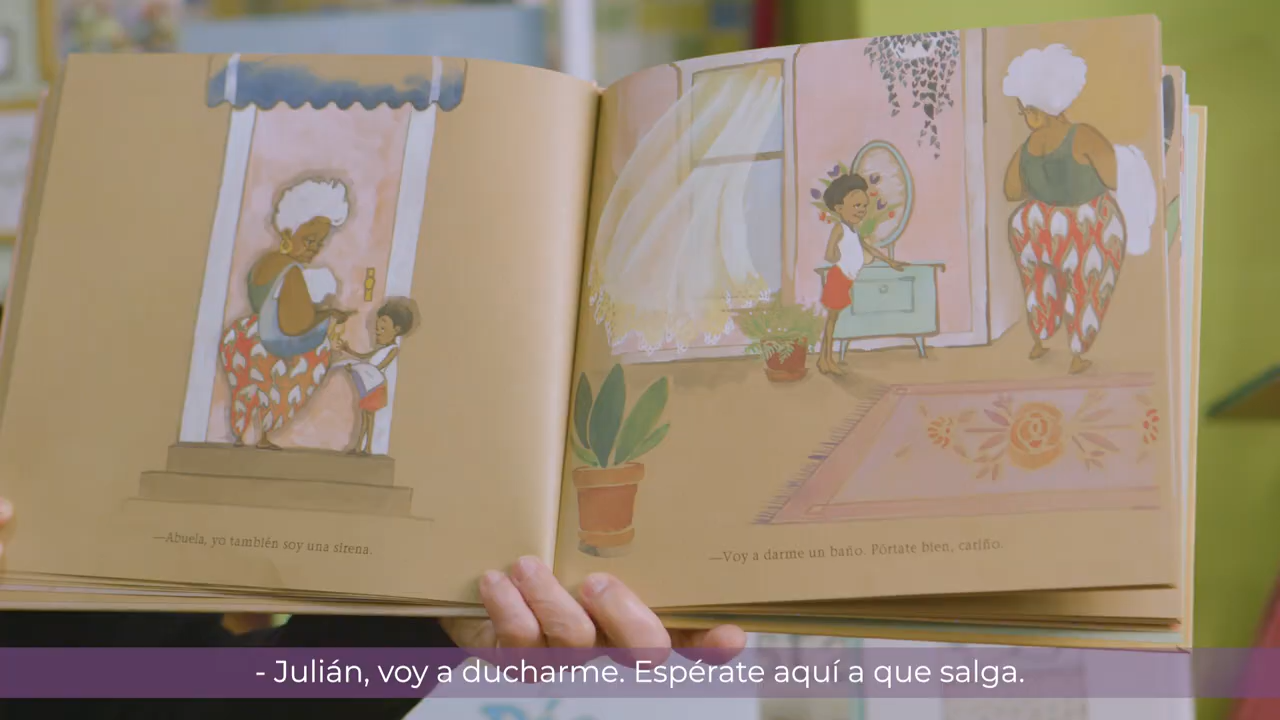 —Abuela, yo también soy una sirena.
—Voy a darme un baño. Pórtate bien, cariño.
- Julián, voy a ducharme. Espérate aquí a que salga.